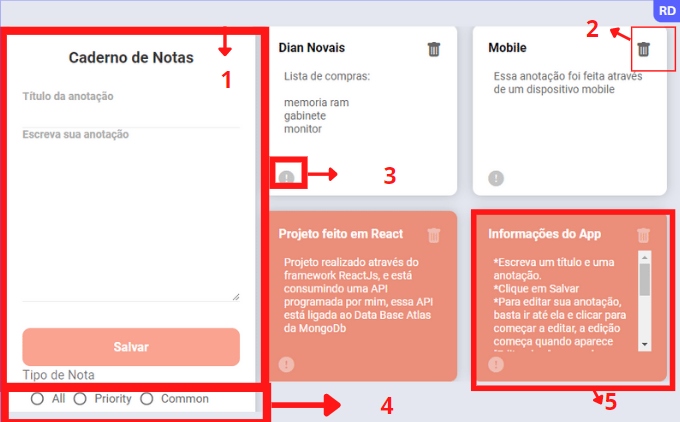 RD
Caderno de Notas
1
Título da anotação
Escreva sua anotação
Salvar
Tipo de Nota
All Priority Common
4
Dian Novais
Lista de compras:
memoria ram
gabinete
monitor
!
3
2
Mobile
Essa anotação foi feita através
de um dispositivo mobile
!
Projeto feito em React
Projeto realizado através do
framework ReactJs, e está
consumindo uma API
programada por mim, essa API
está ligada ao Data Base Atlas
da MongoDb
!
Informações do App
*Escreva um título e uma
anotação.
*Clique em Salvar
*Para editar sua anotação,
basta ir até ela e clicar para
começar a editar, a edição
começa quando aparece
!
5